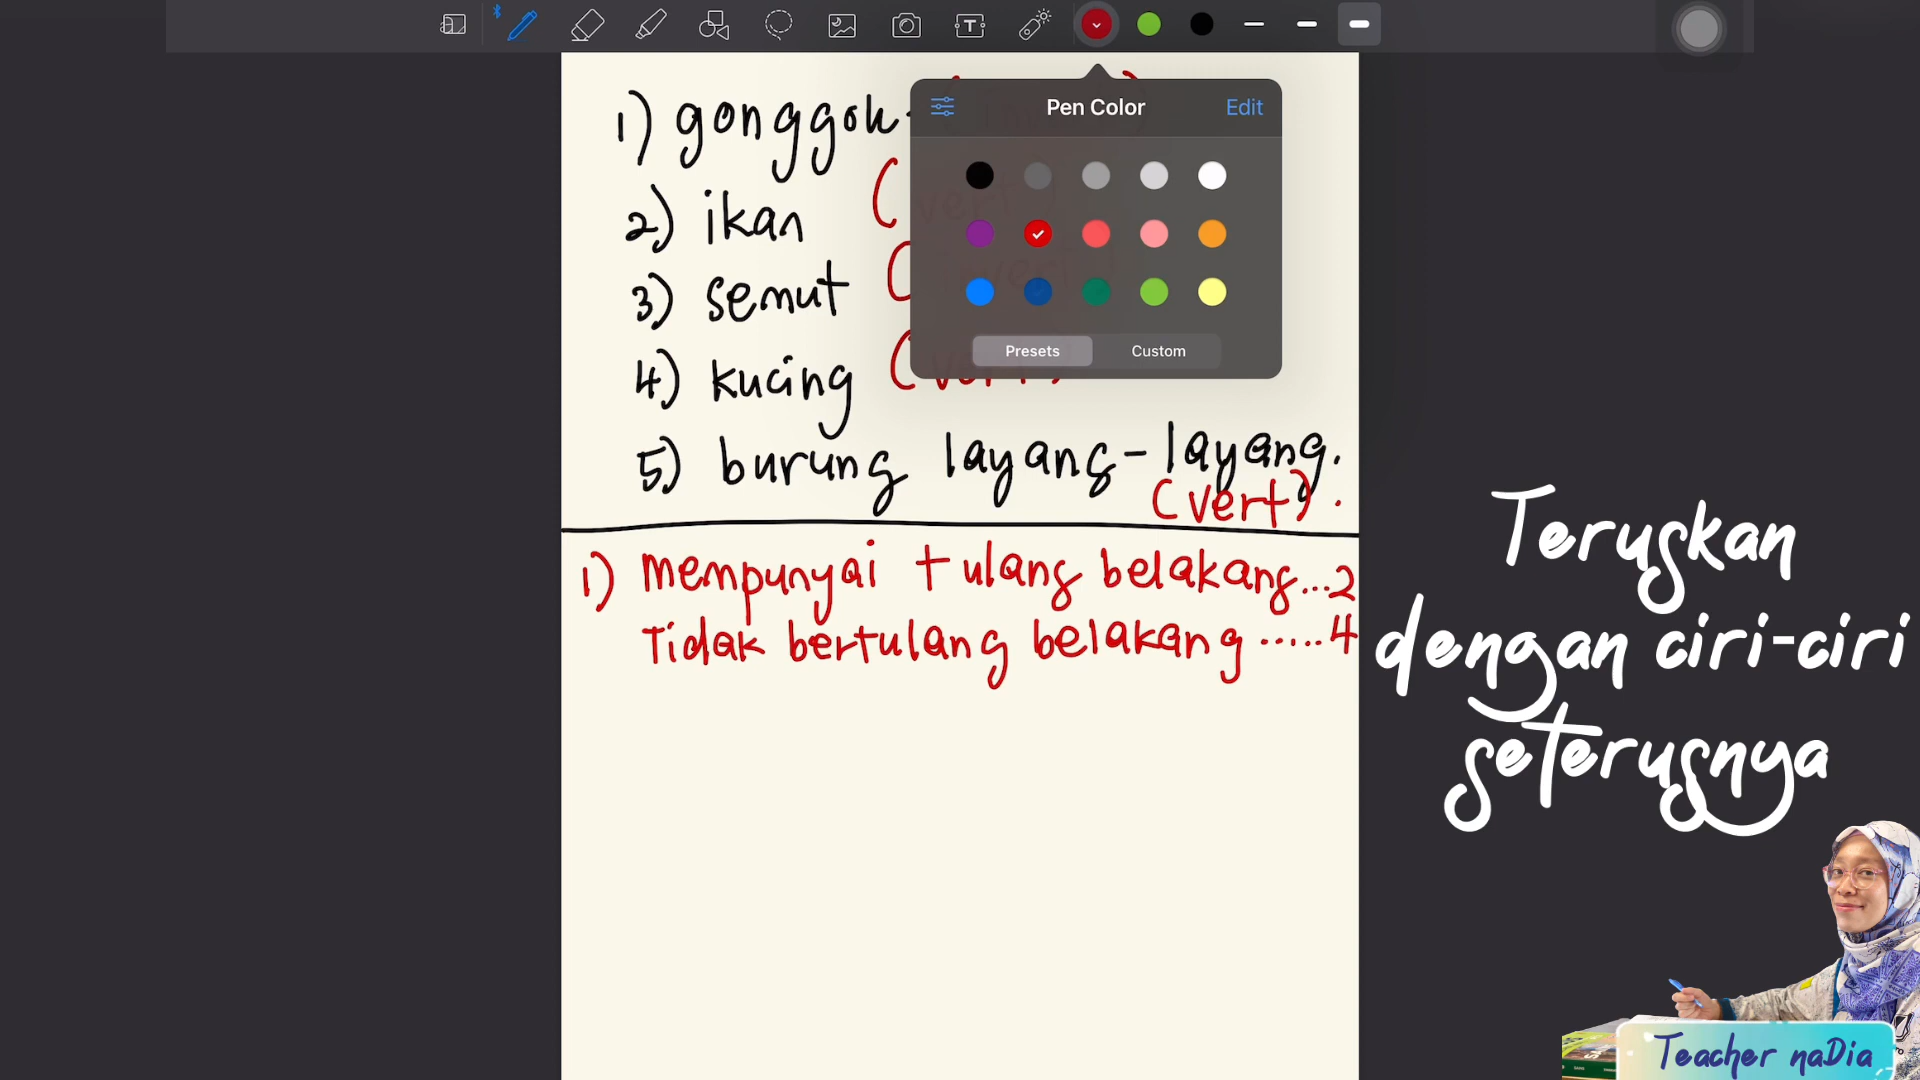 Pen Color
Edit
Presets
Custom
1) gonggok
2) ikan
3) semut
4) kucing
5) burung layang-layang.
(vert).
1) mempunyai tulang belakang...2
Tidak bertulang belakang.....4
Teruskan
dengan ciri-ciri
seterusnya
Teacher naDia